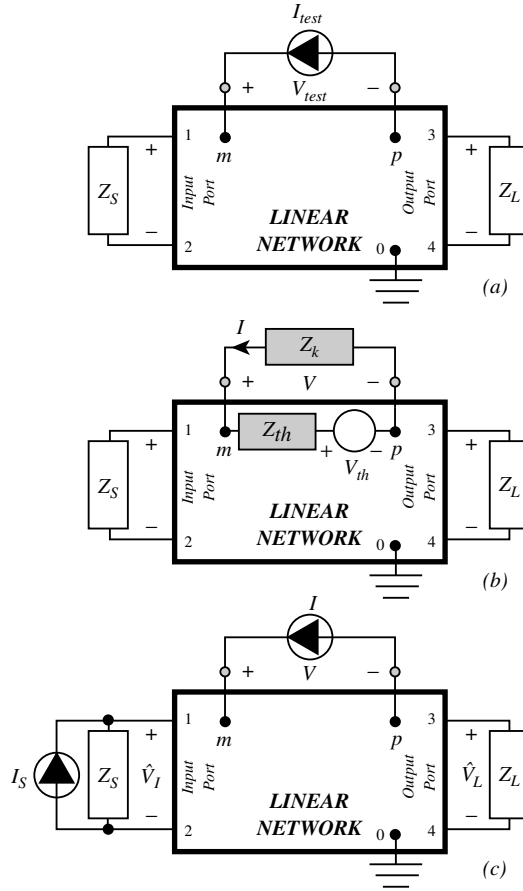 I_test
+ V_test −
1 m p 3
+ Z_S − Input Port
Output Port + Z_L −
LINEAR
NETWORK
2 0 4
(a)
I Z_k
+ V −
1 m Z_th + V_th − p 3
+ Z_S − Input Port
Output Port + Z_L −
LINEAR
NETWORK
2 0 4
(b)
I
+ V −
1 m p 3
I_S Z_S + V̂_I − Input Port
Output Port + V̂_L − Z_L
LINEAR
NETWORK
2 0 4
(c)